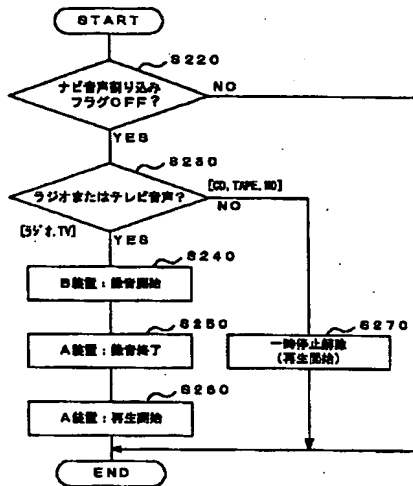 START
S220
ナビ音声割り込み
フラグOFF?
NO
YES
S230
ラジオまたはテレビ音声?
[CD,TAPE,MD]
NO
[ラジオ,TV]
YES
S240
B装置:録音開始
S250
A装置:録音終了
S270
一時停止解除
(再生開始)
S260
A装置:再生開始
END